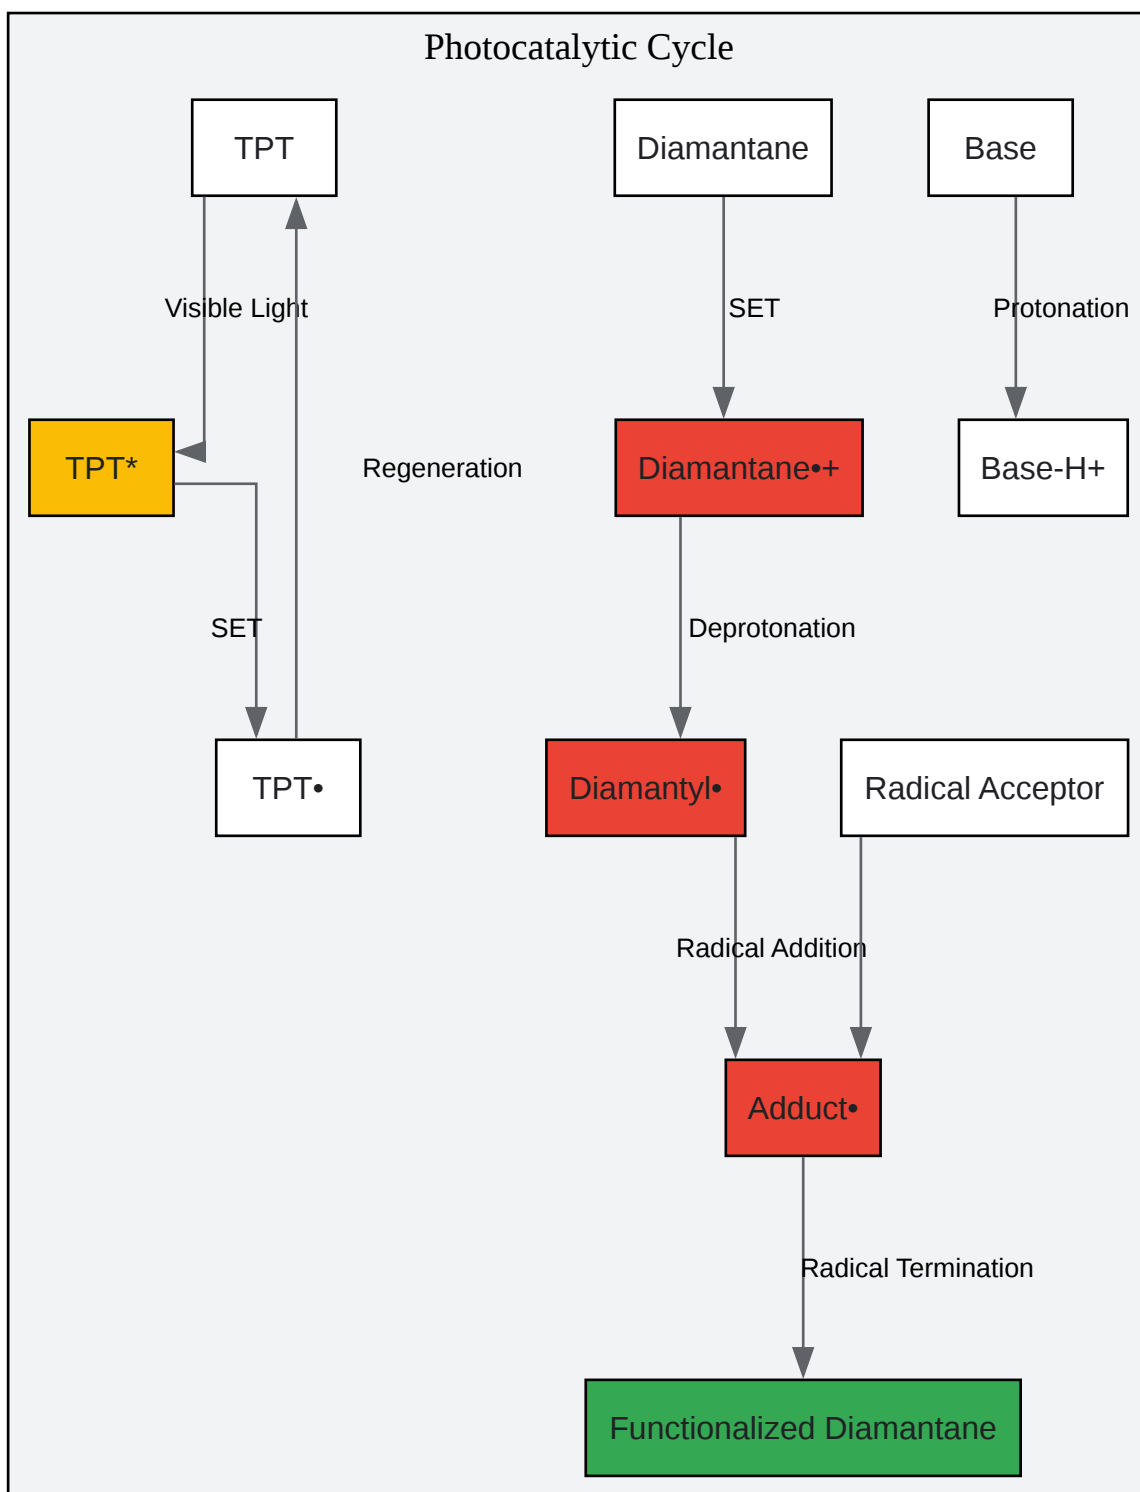 Photocatalytic Cycle
TPT
Diamantane
Base
Visible Light
SET
Protonation
TPT*
Regeneration
Diamantane•+
Base-H+
SET
Deprotonation
TPT•
Diamantyl•
Radical Acceptor
Radical Addition
Adduct•
Radical Termination
Functionalized Diamantane